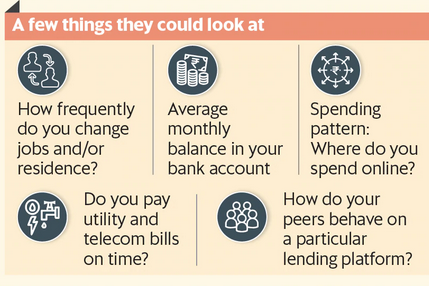 A few things they could look at
How frequently
do you change
jobs and/or
residence?
Average
monthly
balance in your
bank account
Spending
pattern:
Where do you
spend online?
Do you pay
utility and
telecom bills
on time?
How do your
peers behave on
a particular
lending platform?